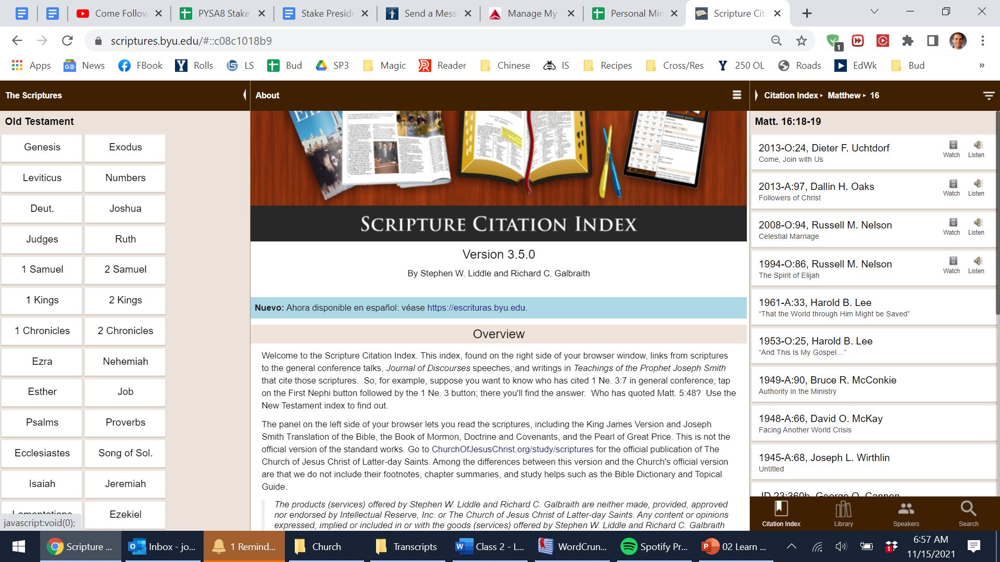 Come Follow
PYSA8 Stake
Stake Preside
Send a Mess
Manage My
Personal Min
Scripture Cit
scriptures.byu.edu/#::c08c1018b9
1
Apps
News
FBook
Rolls
LS
Bud
SP3
Magic
Reader
Chinese
IS
Recipes
Cross/Res
250 OL
Roads
EdWk
Bud
»
The Scriptures
Old Testament
Genesis Exodus
Leviticus Numbers
Deut. Joshua
Judges Ruth
1 Samuel 2 Samuel
1 Kings 2 Kings
1 Chronicles 2 Chronicles
Ezra Nehemiah
Esther Job
Psalms Proverbs
Ecclesiastes Song of Sol.
Isaiah Jeremiah
Lamentations Ezekiel
javascript:void(0);
About
SCRIPTURE CITATION INDEX
Version 3.5.0
By Stephen W. Liddle and Richard C. Galbraith
Nuevo: Ahora disponible en español: véase https://escrituras.byu.edu.
Overview
Welcome to the Scripture Citation Index. This index, found on the right side of your browser window, links from scriptures
to the general conference talks, Journal of Discourses speeches, and writings in Teachings of the Prophet Joseph Smith
that cite those scriptures. So, for example, suppose you want to know who has cited 1 Ne. 3:7 in general conference; tap
on the First Nephi button followed by the 1 Ne. 3 button; there you'll find the answer. Who has quoted Matt. 5:48? Use the
New Testament index to find out.
The panel on the left side of your browser lets you read the scriptures, including the King James Version and Joseph
Smith Translation of the Bible, the Book of Mormon, Doctrine and Covenants, and the Pearl of Great Price. This is not the
official version of the standard works. Go to ChurchOfJesusChrist.org/study/scriptures for the official publication of The
Church of Jesus Christ of Latter-day Saints. Among the differences between this version and the Church's official version
are that we do not include their footnotes, chapter summaries, and study helps such as the Bible Dictionary and Topical
Guide.
The products (services) offered by Stephen W. Liddle and Richard C. Galbraith are neither made, provided, approved
nor endorsed by Intellectual Reserve, Inc. or The Church of Jesus Christ of Latter-day Saints. Any content or opinions
expressed, implied or included in or with the goods (services) offered by Stephen W. Liddle and Richard C. Galbraith
Citation Index‣ Matthew‣ 16
Matt. 16:18-19
2013-O:24, Dieter F. Uchtdorf
Come, Join with Us
Watch Listen
2013-A:97, Dallin H. Oaks
Followers of Christ
Watch Listen
2008-O:94, Russell M. Nelson
Celestial Marriage
Watch Listen
1994-O:86, Russell M. Nelson
The Spirit of Elijah
Watch Listen
1961-A:33, Harold B. Lee
“That the World through Him Might be Saved”
1953-O:25, Harold B. Lee
“And This Is My Gospel…”
1949-A:90, Bruce R. McConkie
Authority in the Ministry
1948-A:66, David O. McKay
Facing Another World Crisis
1945-A:68, Joseph L. Wirthlin
Untitled
JD 23:360b, George Q. Cannon
Citation Index
Library
Speakers
Search
Scripture ...
Inbox - jo...
1 Remind...
Church
Transcripts
Class 2 - L...
WordCrun...
Spotify Pr...
02 Learn ...
1
6:57 AM
11/15/2021